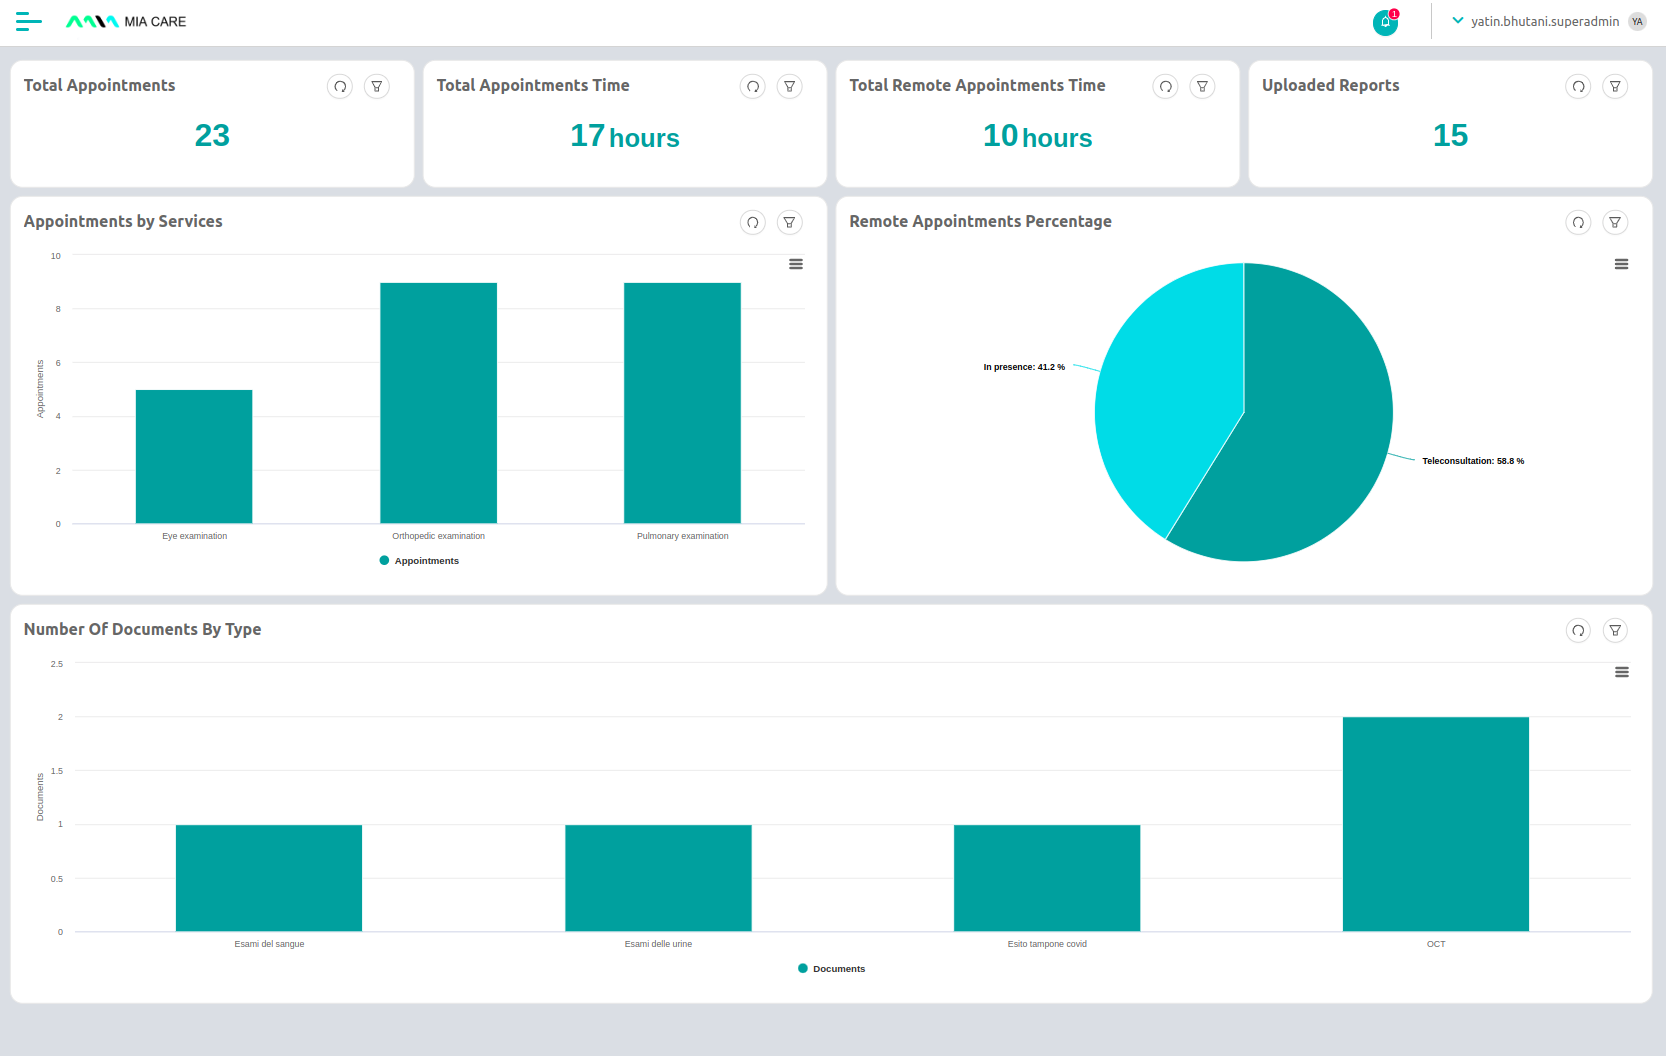 MIA CARE
1
yatin.bhutani.superadmin
YA
Total Appointments
23
Total Appointments Time
17 hours
Total Remote Appointments Time
10 hours
Uploaded Reports
15
Appointments by Services
10
8
6
4
2
0
Appointments
Eye examination
Orthopedic examination
Pulmonary examination
Appointments
Remote Appointments Percentage
In presence: 41.2 %
Teleconsultation: 58.8 %
Number Of Documents By Type
2.5
2
1.5
1
0.5
0
Documents
Esami del sangue
Esami delle urine
Esito tampone covid
OCT
Documents